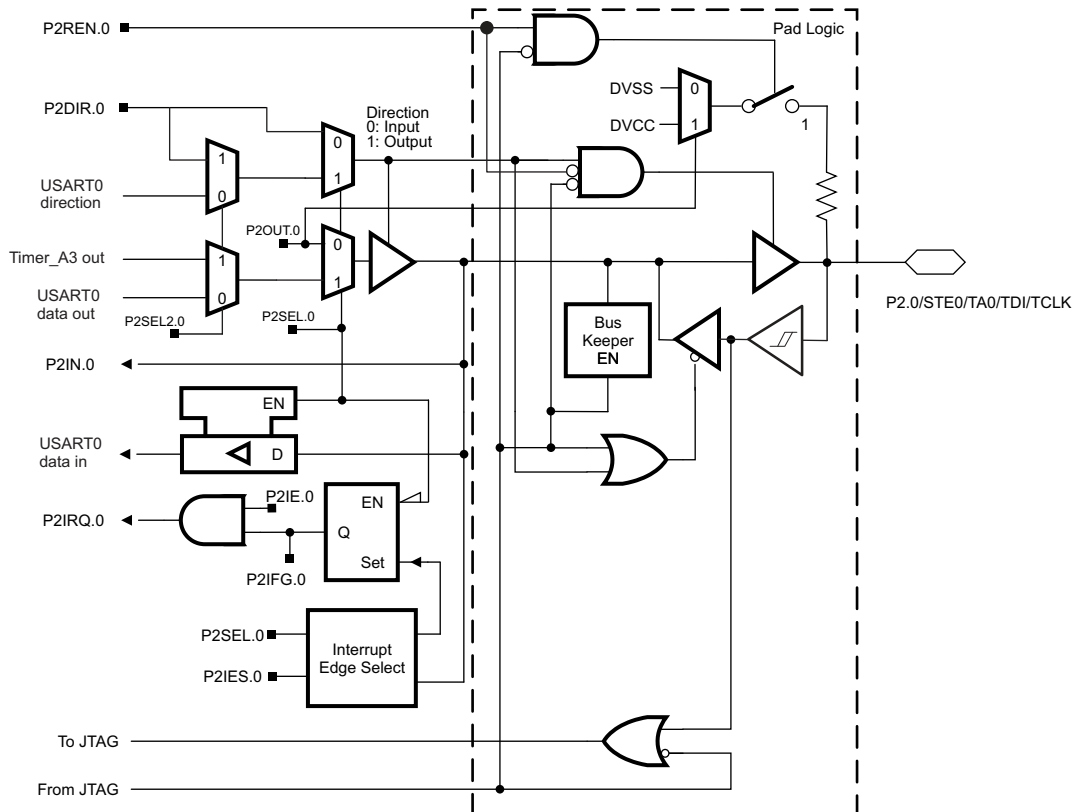 Pad Logic
P2REN.0
DVSS
0
DVCC
1
1
P2DIR.0
Direction
0: Input
1: Output
0
1
1
0
USART0
direction
P2OUT.0
0
1
Timer_A3 out
1
0
USART0
data out
P2SEL2.0
P2SEL.0
P2.0/STE0/TA0/TDI/TCLK
Bus
Keeper
EN
P2IN.0
EN
D
USART0
data in
P2IE.0
P2IRQ.0
EN
Q
Set
P2IFG.0
P2SEL.0
P2IES.0
Interrupt
Edge Select
To JTAG
From JTAG